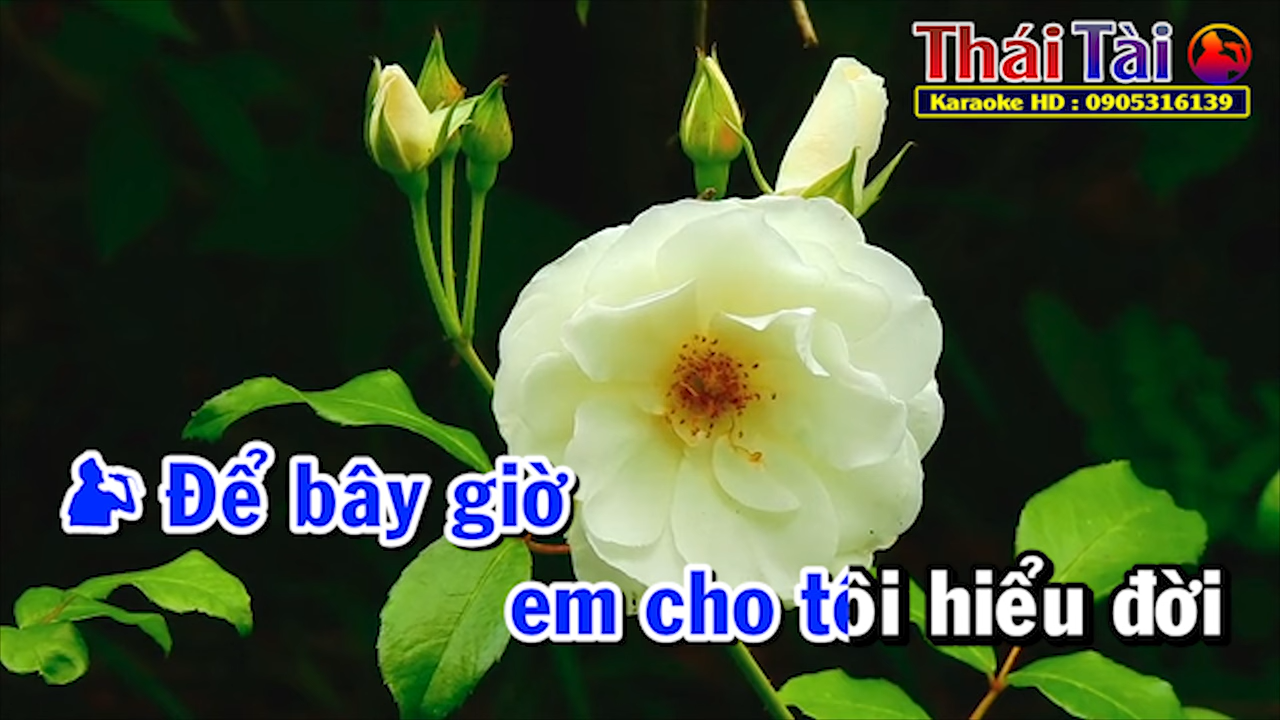 Thái Tài
Karaoke HD : 0905316139
Để bây giờ
em cho tôi hiểu đời